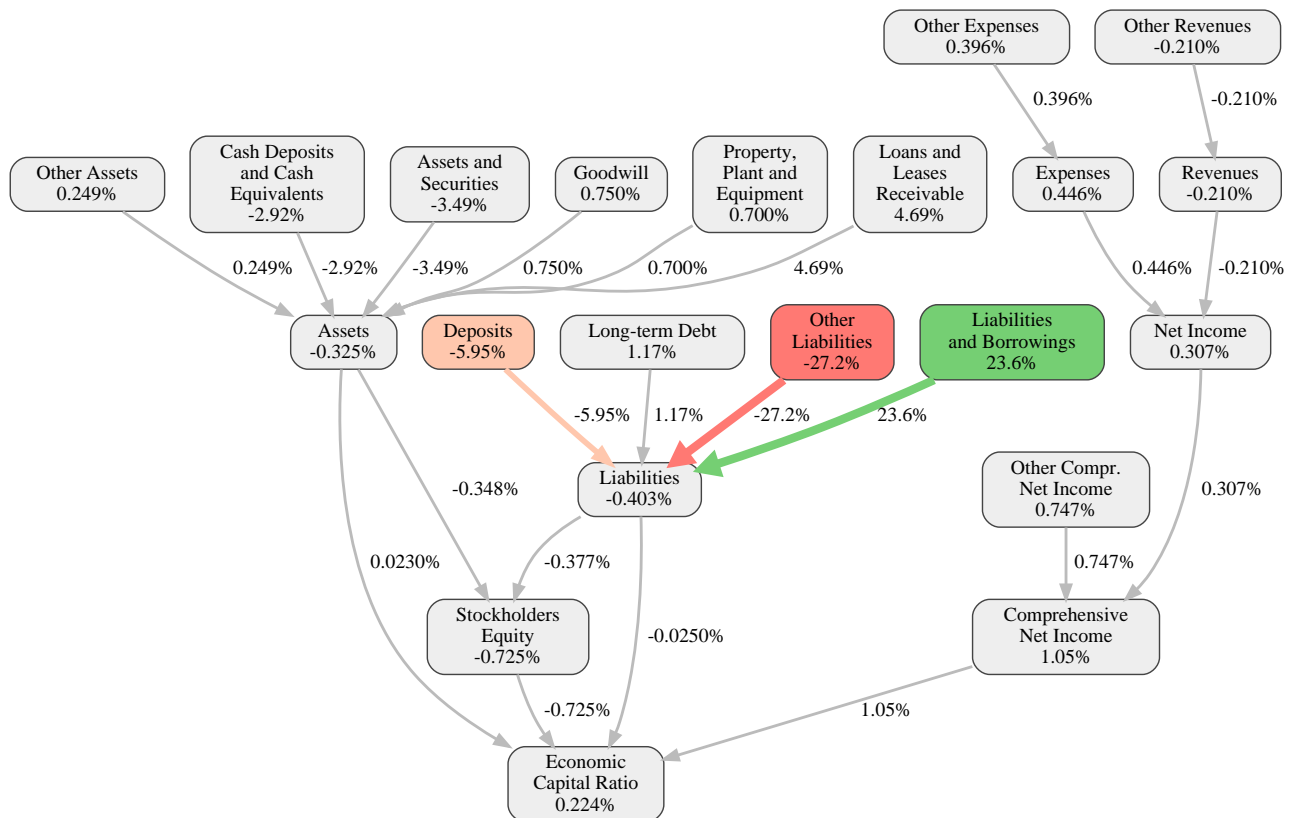 Other Expenses
0.396%
Other Revenues
-0.210%
0.396%
-0.210%
Other Assets
0.249%
Cash Deposits
and Cash
Equivalents
-2.92%
Assets and
Securities
-3.49%
Goodwill
0.750%
Property,
Plant and
Equipment
0.700%
Loans and
Leases
Receivable
4.69%
Expenses
0.446%
Revenues
-0.210%
0.249%
-2.92%
-3.49%
0.750%
0.700%
4.69%
0.446%
-0.210%
Assets
-0.325%
Deposits
-5.95%
Long-term Debt
1.17%
Other
Liabilities
-27.2%
Liabilities
and Borrowings
23.6%
Net Income
0.307%
-5.95%
1.17%
-27.2%
23.6%
-0.348%
Liabilities
-0.403%
Other Compr.
Net Income
0.747%
0.307%
0.0230%
-0.377%
0.747%
Stockholders
Equity
-0.725%
-0.0250%
Comprehensive
Net Income
1.05%
-0.725%
1.05%
Economic
Capital Ratio
0.224%